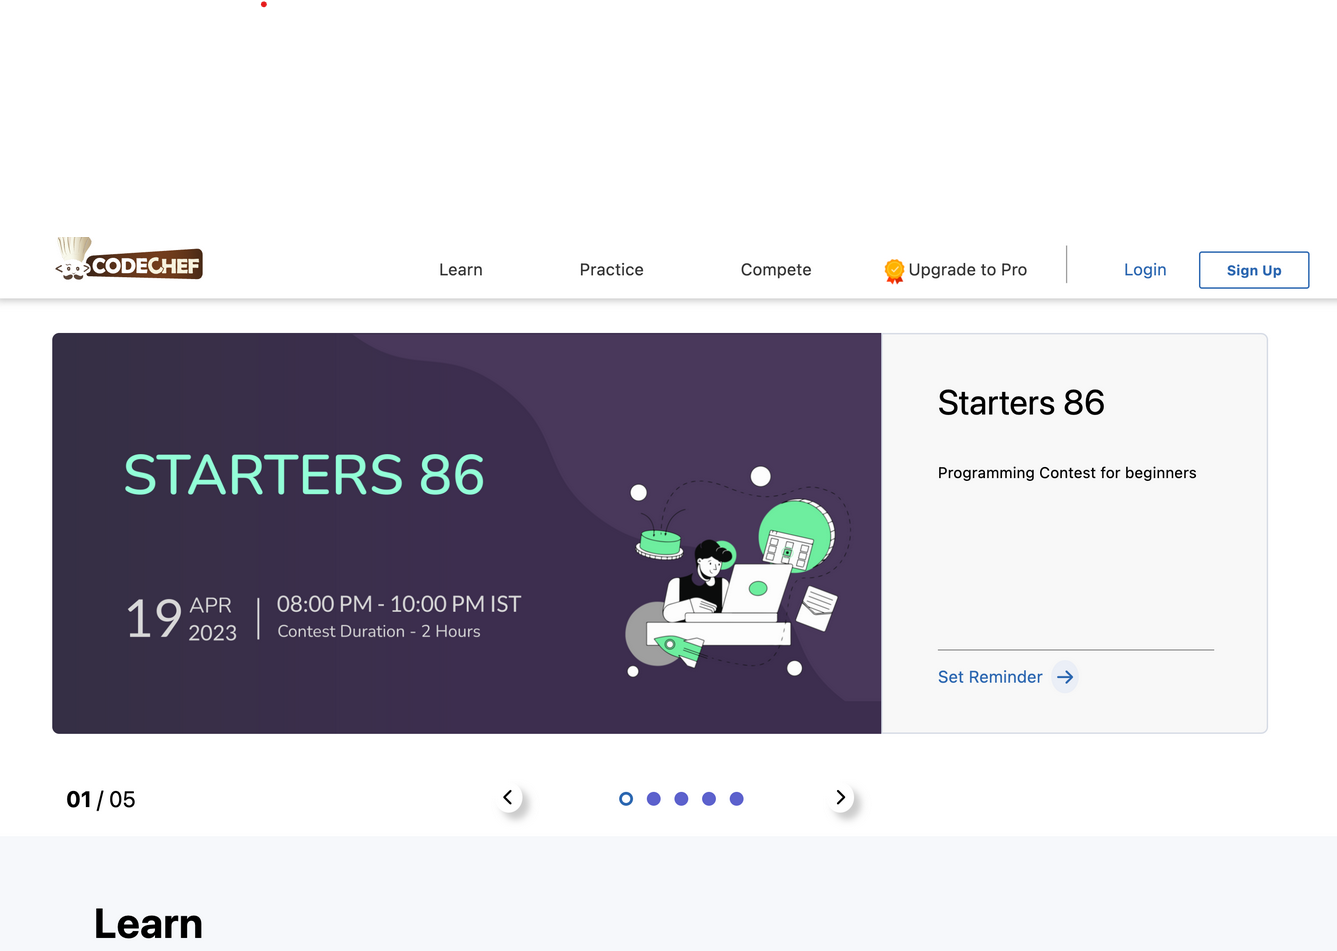 CODECHEF
Learn
Practice
Compete
Upgrade to Pro
Login
Sign Up
STARTERS 86
19 APR 2023
08:00 PM - 10:00 PM IST
Contest Duration - 2 Hours
Starters 86
Programming Contest for beginners
Set Reminder
01 / 05
Learn